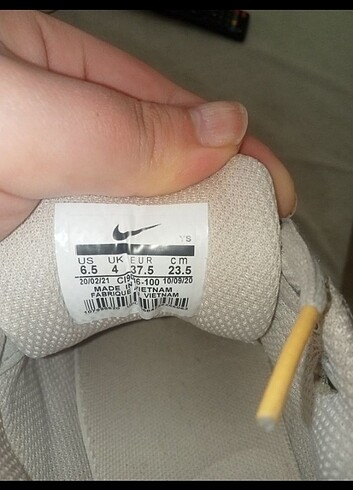 TS
US UK EUR cm
6.5 4 37.5 23.5
20/02/21 10/09/20
MADE IN VIETNAM
FABRIQUE VIETNAM